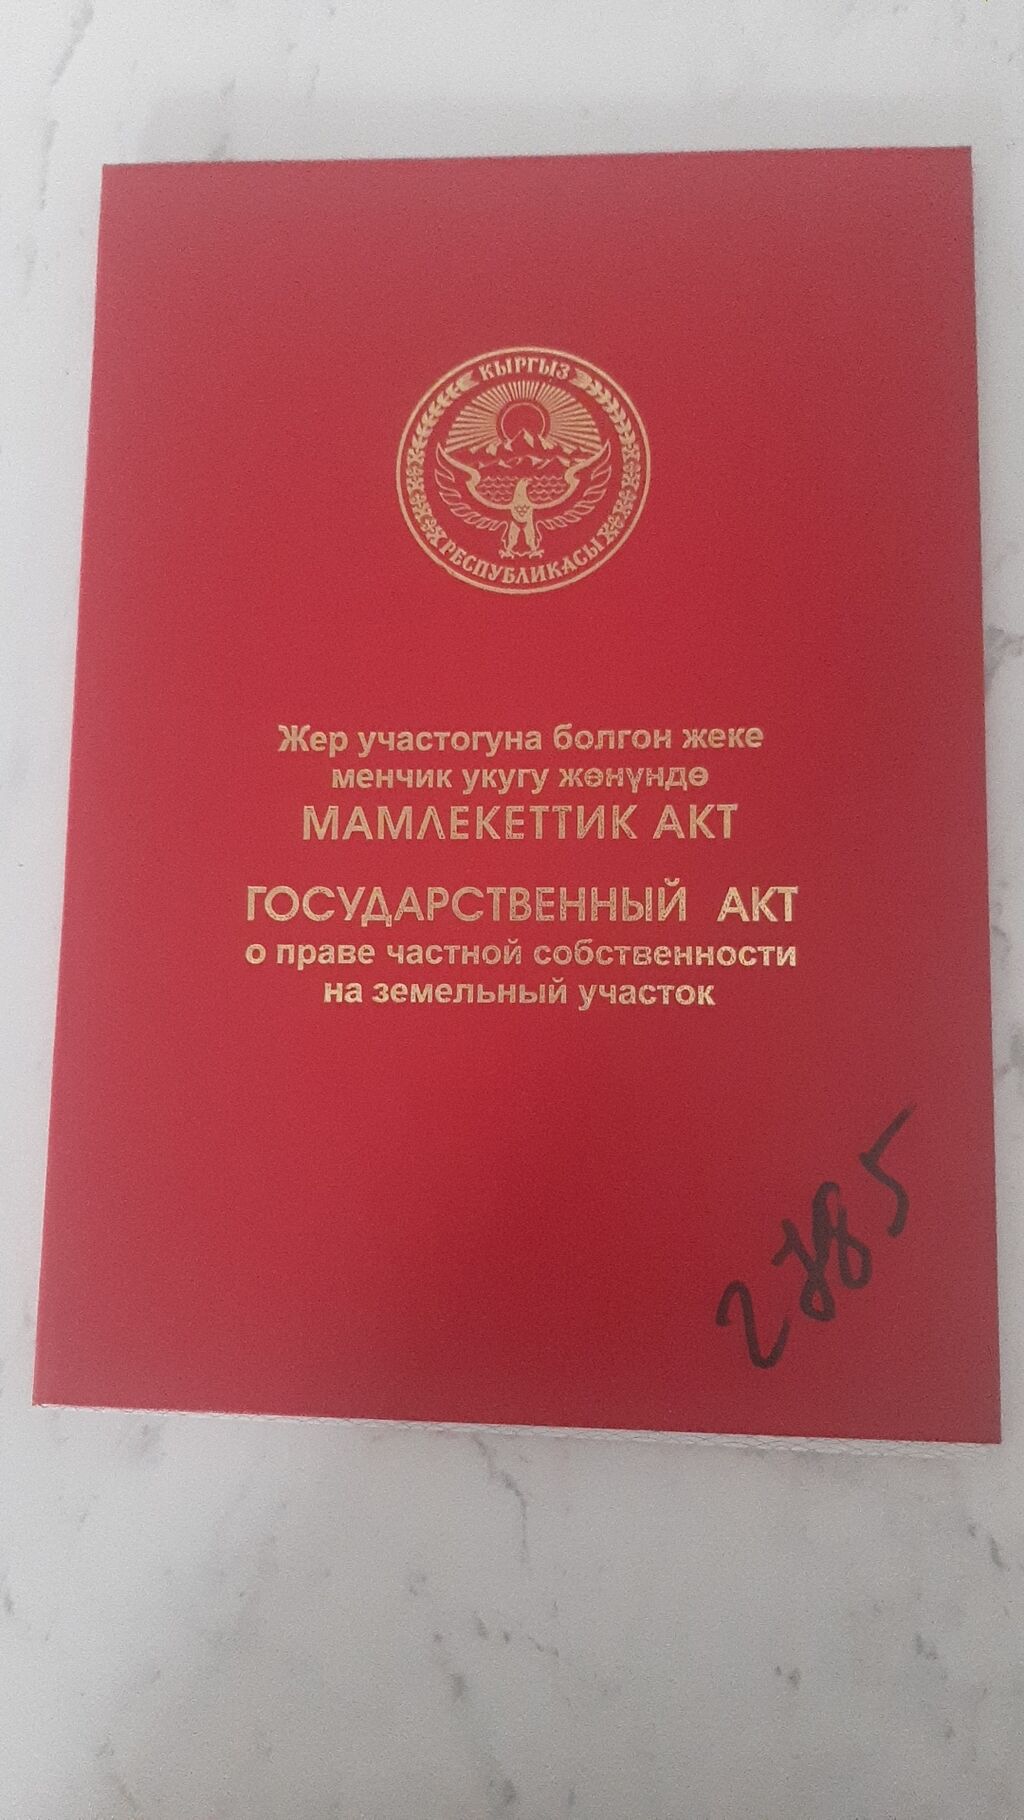 КЫРГЫЗ
РЕСПУБЛИКАСЫ
Жер участогуна болгон жеке
менчик укугу жөнүндө
МАМЛЕКЕТТИК АКТ
ГОСУДАРСТВЕННЫЙ АКТ
о праве частной собственности
на земельный участок
2785